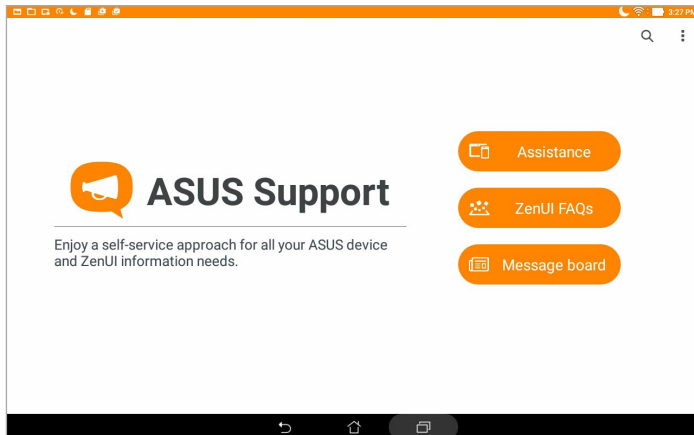 3:27 PM
ASUS Support
Enjoy a self-service approach for all your ASUS device
and ZenUI information needs.
Assistance
ZenUI FAQs
Message board